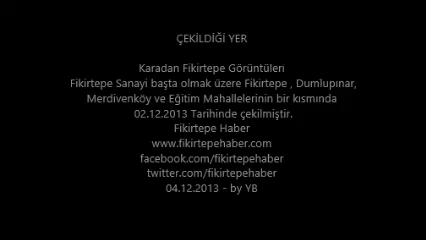 ÇEKİLDİĞİ YER
Karadan Fikirtepe Görüntüleri
Fikirtepe Sanayi başta olmak üzere Fikirtepe , Dumlupınar,
Merdivenköy ve Eğitim Mahallelerinin bir kısmında
02.12.2013 Tarihinde çekilmiştir.
Fikirtepe Haber
www.fikirtepehaber.com
facebook.com/fikirtepehaber
twitter.com/fikirtepehaber
04.12.2013 - by YB